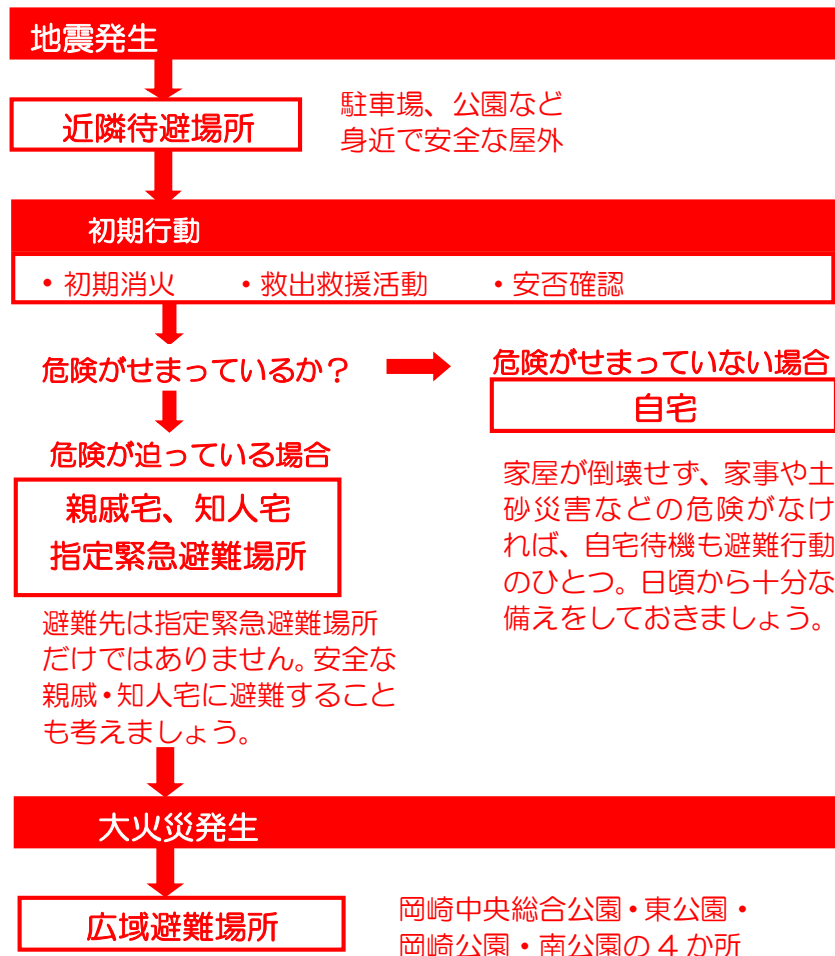 地震発生
近隣待避場所
駐車場、公園など
身近で安全な屋外
初期行動
・初期消火 ・救出救援活動 ・安否確認
危険がせまっているか？
危険がせまっていない場合
自宅
家屋が倒壊せず、家事や土
砂災害などの危険がなけ
れば、自宅待機も避難行動
のひとつ。日頃から十分な
備えをしておきましょう。
危険が迫っている場合
親戚宅、知人宅
指定緊急避難場所
避難先は指定緊急避難場所
だけではありません。安全な
親戚・知人宅に避難すること
も考えましょう。
大火災発生
広域避難場所
岡崎中央総合公園・東公園・
岡崎公園・南公園の4か所